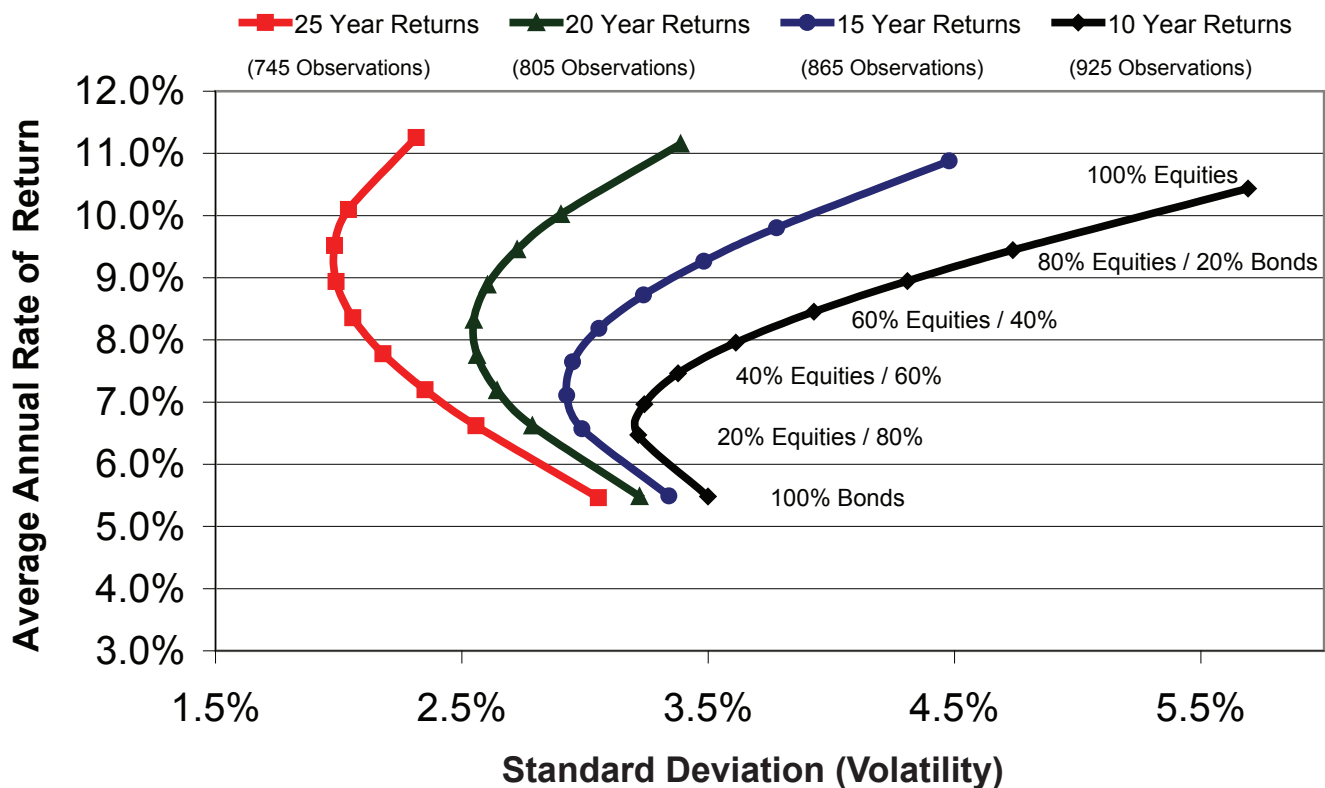 25 Year Returns 20 Year Returns 15 Year Returns 10 Year Returns
(745 Observations) (805 Observations) (865 Observations) (925 Observations)
12.0%
11.0%
10.0%
9.0%
8.0%
7.0%
6.0%
5.0%
4.0%
3.0%
Average Annual Rate of Return
100% Equities
80% Equities / 20% Bonds
60% Equities / 40%
40% Equities / 60%
20% Equities / 80%
100% Bonds
1.5% 2.5% 3.5% 4.5% 5.5%
Standard Deviation (Volatility)